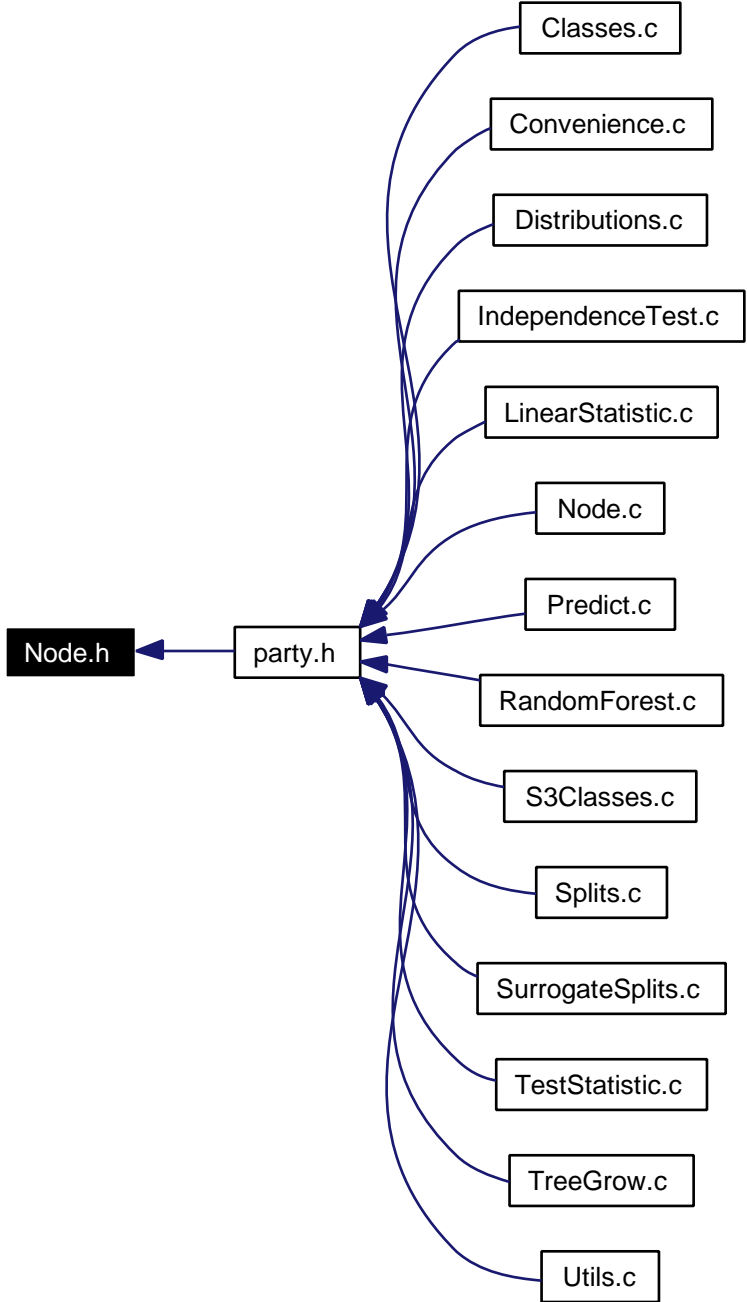 Classes.c
Convenience.c
Distributions.c
IndependenceTest.c
LinearStatistic.c
Node.c
Predict.c
Node.h
party.h
RandomForest.c
S3Classes.c
Splits.c
SurrogateSplits.c
TestStatistic.c
TreeGrow.c
Utils.c